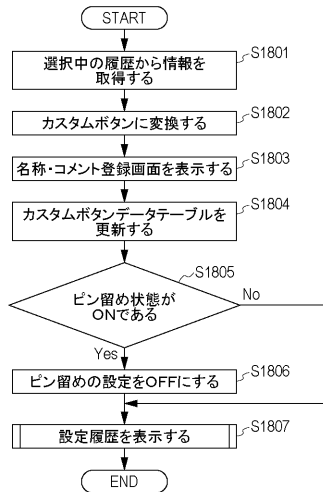 START
選択中の履歴から情報を
取得する
S1801
カスタムボタンに変換する
S1802
名称・コメント登録画面を表示する
S1803
カスタムボタンデータテーブルを
更新する
S1804
ピン留め状態が
ONである
S1805
No
Yes
ピン留めの設定をOFFにする
S1806
設定履歴を表示する
S1807
END